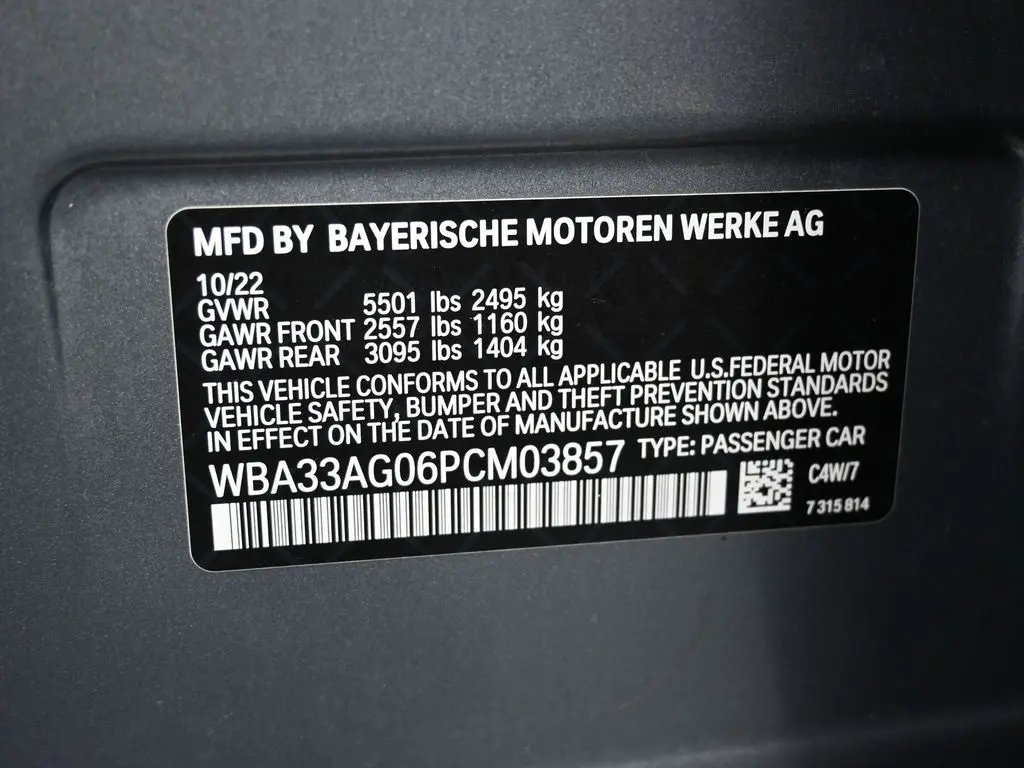 MFD BY BAYERISCHE MOTOREN WERKE AG
10/22
GVWR 5501 lbs 2495 kg
GAWR FRONT 2557 lbs 1160 kg
GAWR REAR 3095 lbs 1404 kg
THIS VEHICLE CONFORMS TO ALL APPLICABLE U.S.FEDERAL MOTOR
VEHICLE SAFETY, BUMPER AND THEFT PREVENTION STANDARDS
IN EFFECT ON THE DATE OF MANUFACTURE SHOWN ABOVE.
WBA33AG06PCM03857 TYPE: PASSENGER CAR
C4W/7
7 315 814